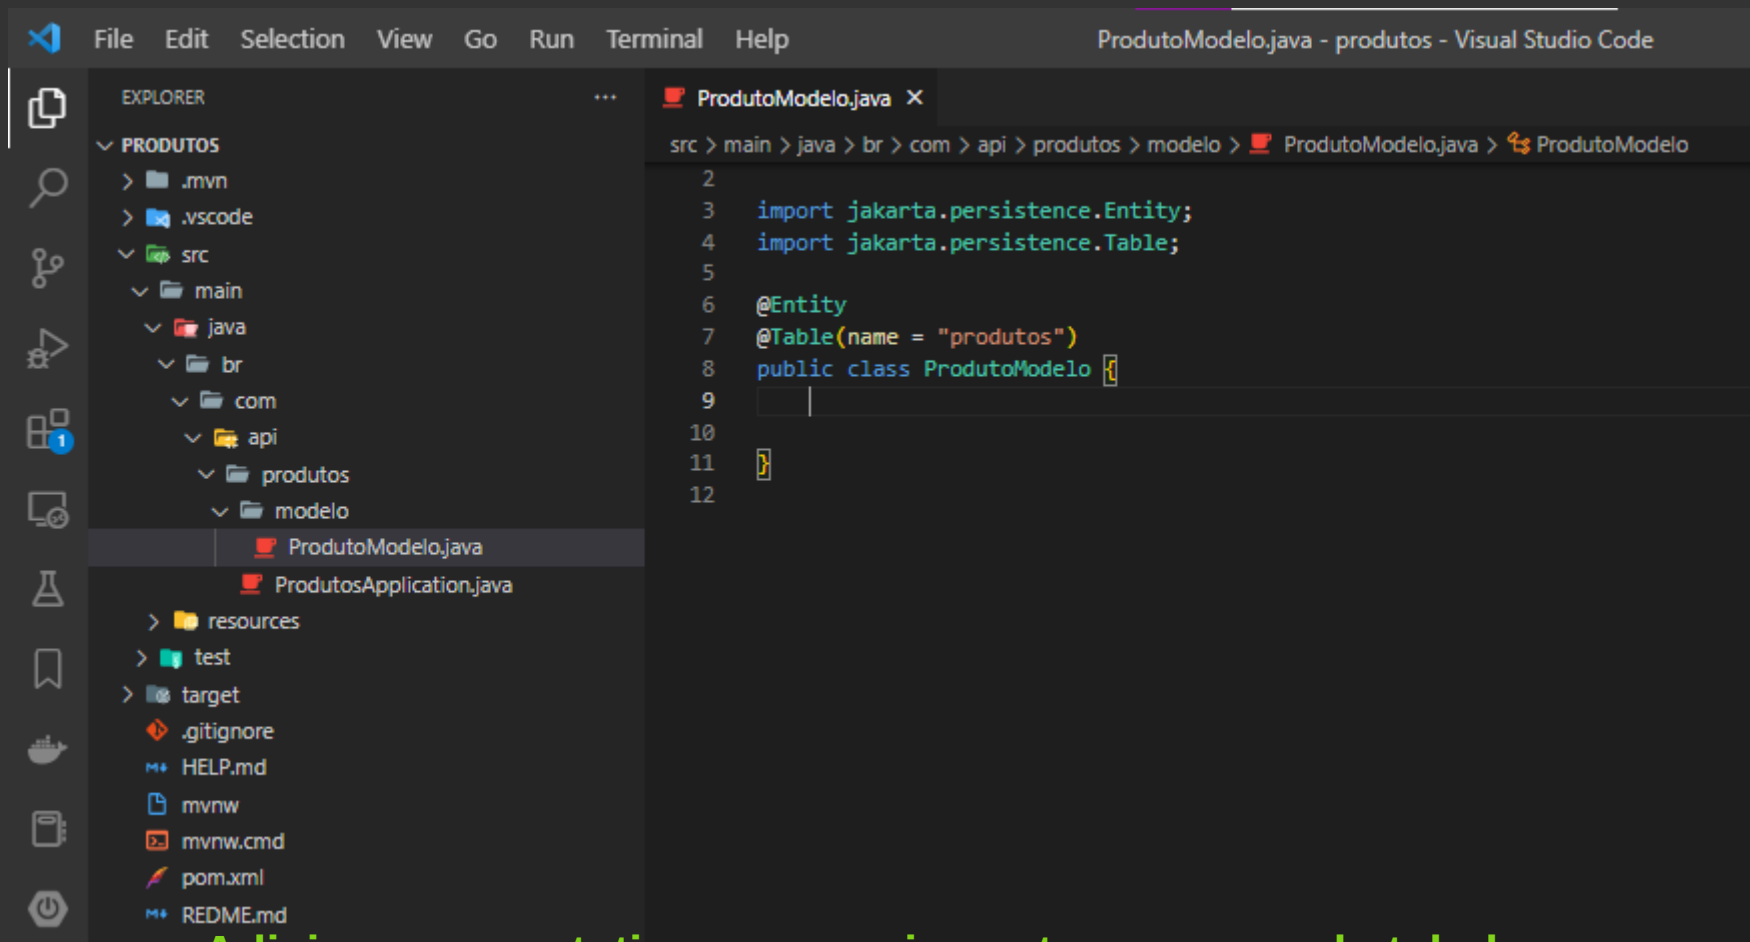 File Edit Selection View Go Run Terminal Help ProdutoModelo.java - produtos - Visual Studio Code
EXPLORER ···
PRODUTOS
.mvn
.vscode
src
main
java
br
com
api
produtos
modelo
ProdutoModelo.java
ProdutosApplication.java
resources
test
target
.gitignore
HELP.md
mvnw
mvnw.cmd
pom.xml
REDME.md
1
ProdutoModelo.java ×
src > main > java > br > com > api > produtos > modelo > ProdutoModelo.java > ProdutoModelo
2
3 import jakarta.persistence.Entity;
4 import jakarta.persistence.Table;
5
6 @Entity
7 @Table(name = "produtos")
8 public class ProdutoModelo {
9
10
11 }
12